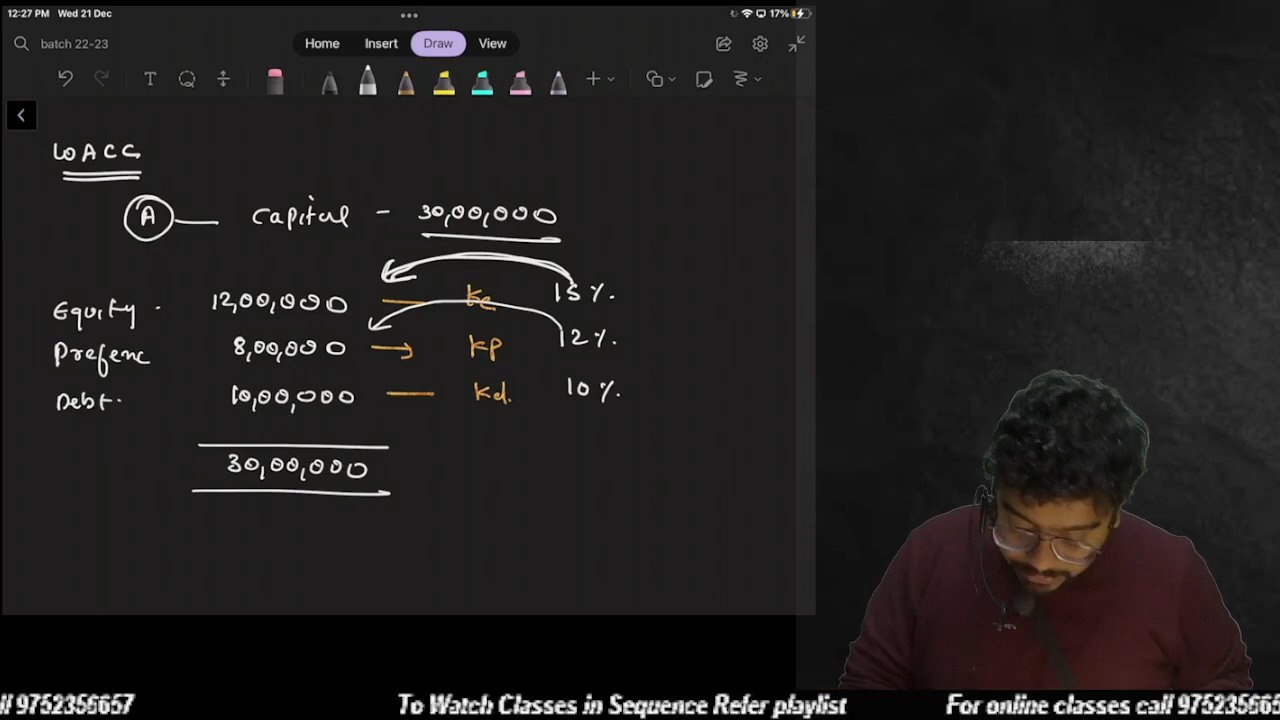 12:27 PM Wed 21 Dec 17%
batch 22-23 Home Insert Draw View
WACC
A — Capital - 30,00,000
Equity - 12,00,000 — Ke 15%.
Prefenc 8,00,000 → Kp 12%.
Debt. 10,00,000 — Kd. 10%.
30,00,000
ll 9752356657 To Watch Classes in Sequence Refer playlist For online classes call 975235665